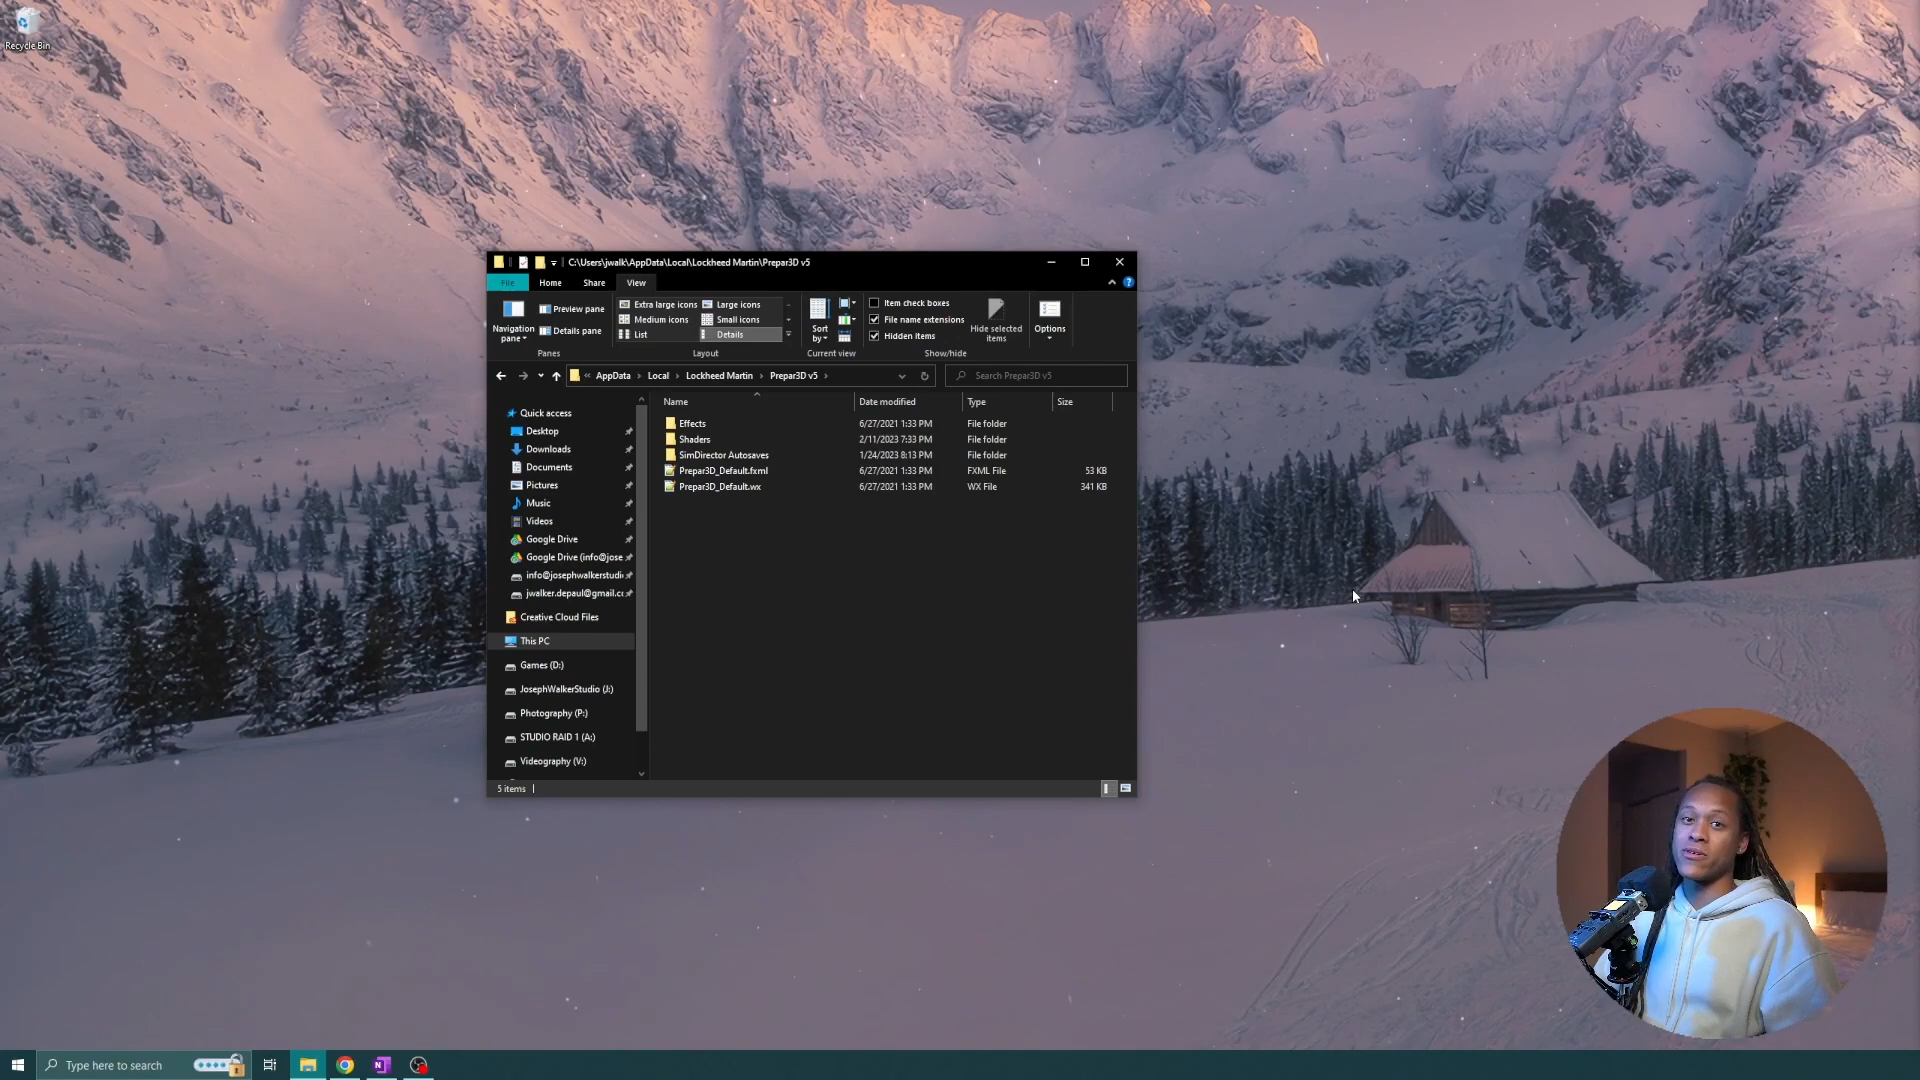 Recycle Bin
C:\Users\jwalk\AppData\Local\Lockheed Martin\Prepar3D v5
File Home Share View
Navigation pane
Preview pane
Details pane
Panes
Extra large icons Large icons
Medium icons Small icons
List Details
Layout
Sort by
Current view
Item check boxes
File name extensions
Hidden items
Hide selected items
Show/hide
Options
« AppData › Local › Lockheed Martin › Prepar3D v5 ›
Search Prepar3D v5
Name Date modified Type Size
Effects 6/27/2021 1:33 PM File folder
Shaders 2/11/2023 7:33 PM File folder
SimDirector Autosaves 1/24/2023 8:13 PM File folder
Prepar3D_Default.fxml 6/27/2021 1:33 PM FXML File 53 KB
Prepar3D_Default.wx 6/27/2021 1:33 PM WX File 341 KB
Quick access
Desktop
Downloads
Documents
Pictures
Music
Videos
Google Drive
Google Drive (info@jose
info@josephwalkerstudi
jwalker.depaul@gmail.cc
Creative Cloud Files
This PC
Games (D:)
JosephWalkerStudio (J:)
Photography (P:)
STUDIO RAID 1 (A:)
Videography (V:)
5 items
Type here to search